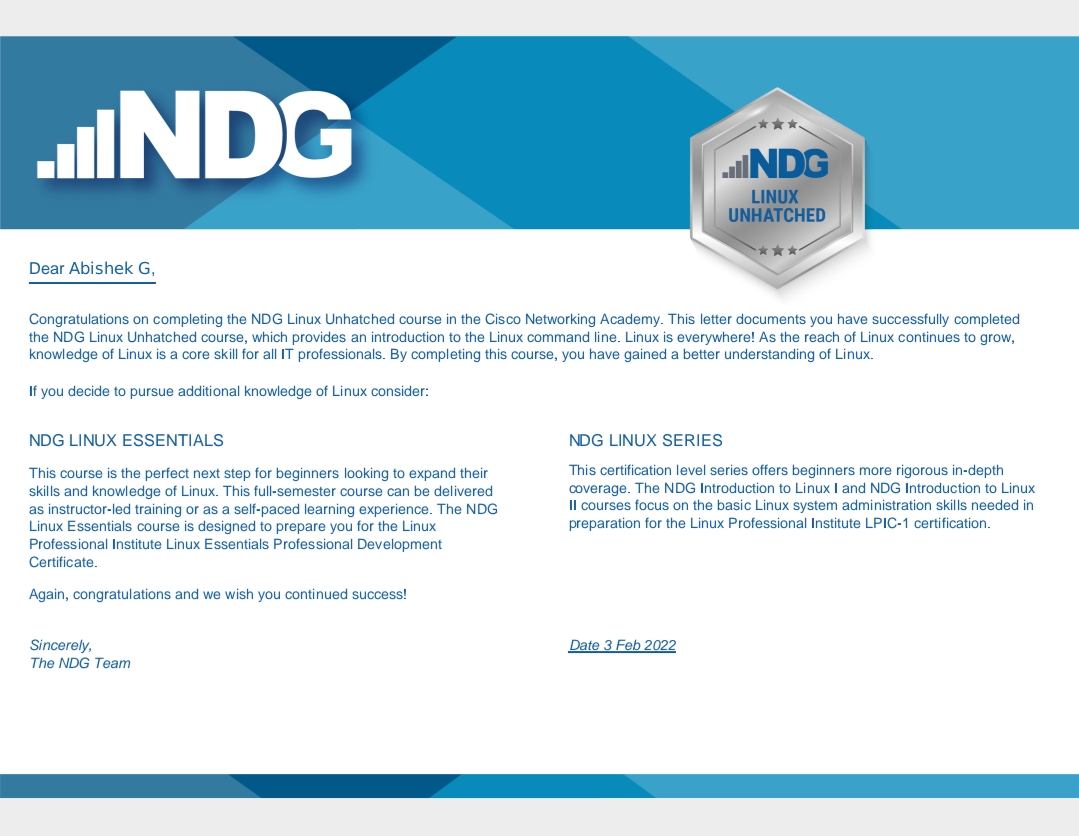 NDG
NDG
LINUX
UNHATCHED
Dear Abishek G,
Congratulations on completing the NDG Linux Unhatched course in the Cisco Networking Academy. This letter documents you have successfully completed
the NDG Linux Unhatched course, which provides an introduction to the Linux command line. Linux is everywhere! As the reach of Linux continues to grow,
knowledge of Linux is a core skill for all IT professionals. By completing this course, you have gained a better understanding of Linux.
If you decide to pursue additional knowledge of Linux consider:
NDG LINUX ESSENTIALS
This course is the perfect next step for beginners looking to expand their
skills and knowledge of Linux. This full-semester course can be delivered
as instructor-led training or as a self-paced learning experience. The NDG
Linux Essentials course is designed to prepare you for the Linux
Professional Institute Linux Essentials Professional Development
Certificate.
Again, congratulations and we wish you continued success!
Sincerely,
The NDG Team
NDG LINUX SERIES
This certification level series offers beginners more rigorous in-depth
coverage. The NDG Introduction to Linux I and NDG Introduction to Linux
II courses focus on the basic Linux system administration skills needed in
preparation for the Linux Professional Institute LPIC-1 certification.
Date 3 Feb 2022